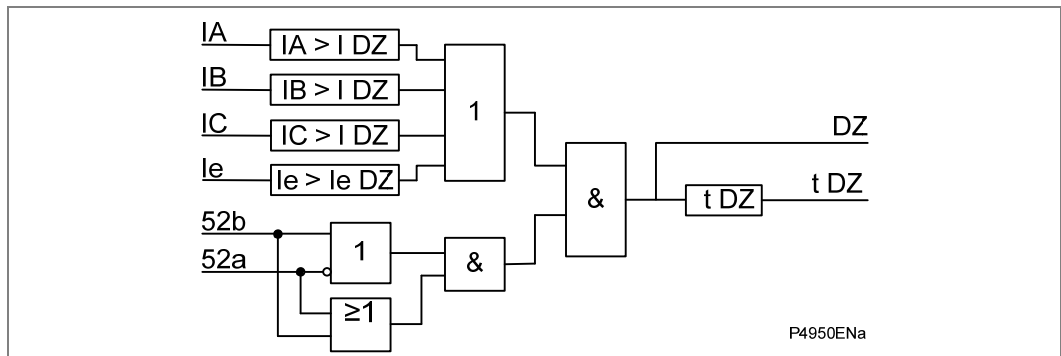 IA
IA > I DZ
IB
IB > I DZ
1
IC
IC > I DZ
DZ
Ie
Ie > Ie DZ
&
t DZ
t DZ
52b
1
&
52a
≥1
P4950ENa